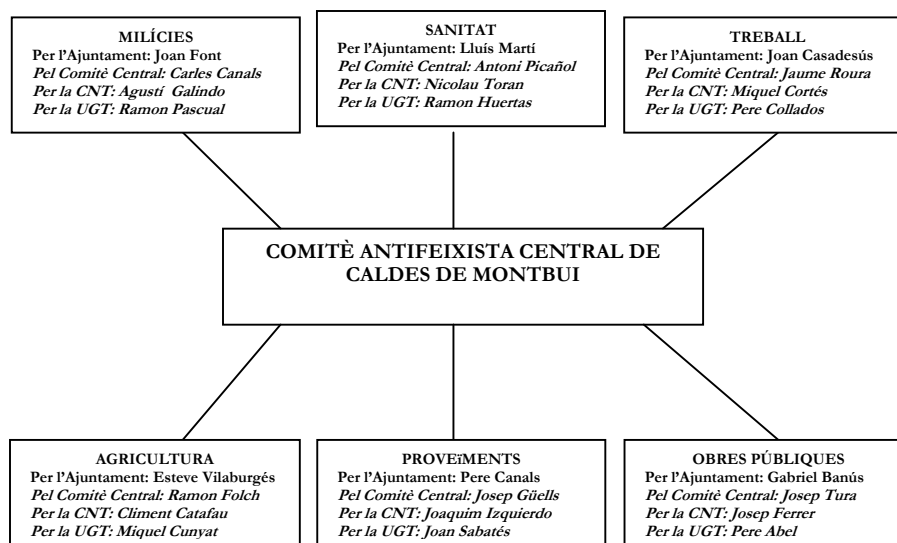 MILÍCIES
Per l'Ajuntament: Joan Font
Pel Comitè Central: Carles Canals
Per la CNT: Agustí Galindo
Per la UGT: Ramon Pascual
SANITAT
Per l'Ajuntament: Lluís Martí
Pel Comitè Central: Antoni Picañol
Per la CNT: Nicolau Toran
Per la UGT: Ramon Huertas
TREBALL
Per l'Ajuntament: Joan Casadesús
Pel Comitè Central: Jaume Roura
Per la CNT: Miquel Cortés
Per la UGT: Pere Collados
COMITÈ ANTIFEIXISTA CENTRAL DE
CALDES DE MONTBUI
AGRICULTURA
Per l'Ajuntament: Esteve Vilaburgés
Pel Comitè Central: Ramon Folch
Per la CNT: Climent Catafau
Per la UGT: Miquel Cunyat
PROVEïMENTS
Per l'Ajuntament: Pere Canals
Pel Comitè Central: Josep Güells
Per la CNT: Joaquim Izquierdo
Per la UGT: Joan Sabatés
OBRES PÚBLIQUES
Per l'Ajuntament: Gabriel Banús
Pel Comitè Central: Josep Tura
Per la CNT: Josep Ferrer
Per la UGT: Pere Abel